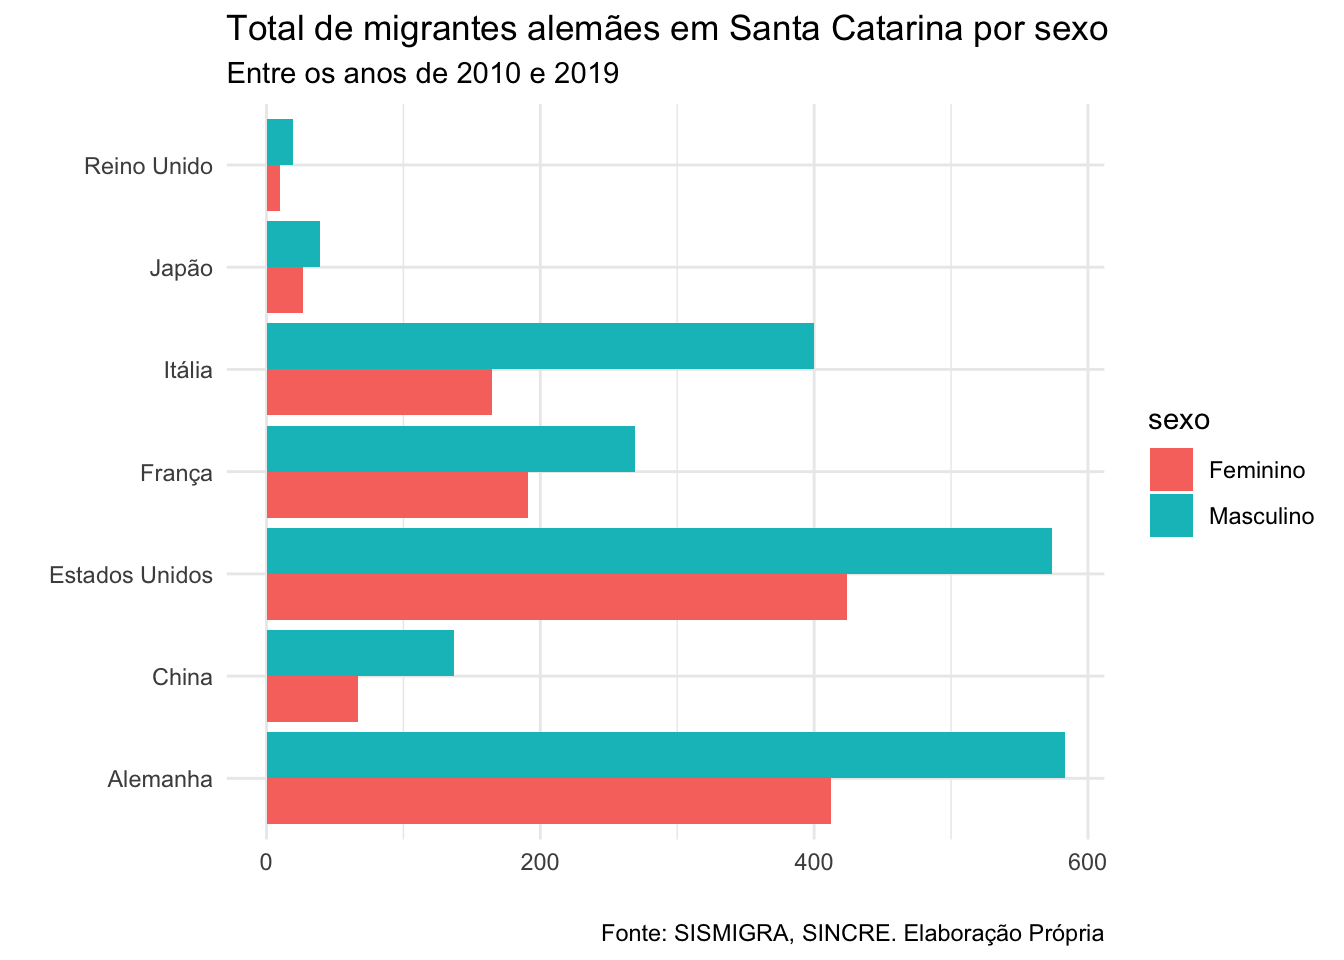 Total de migrantes alemães em Santa Catarina por sexo
Entre os anos de 2010 e 2019
Reino Unido
Japão
Itália
França
Estados Unidos
China
Alemanha
0 200 400 600
sexo
Feminino
Masculino
Fonte: SISMIGRA, SINCRE. Elaboração Própria